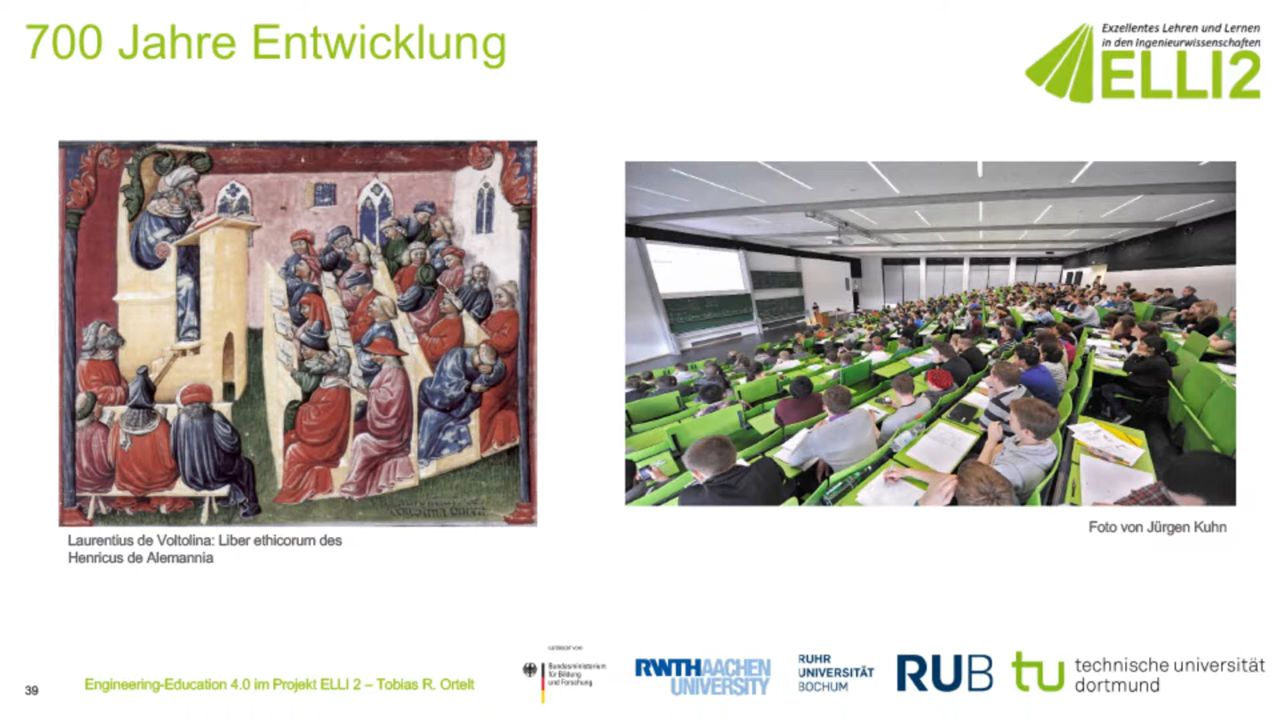 700 Jahre Entwicklung
Exzellentes Lehren und Lernen
in den Ingenieurwissenschaften
ELLI2
Laurentius de Voltolina: Liber ethicorum des
Henricus de Alemannia
Foto von Jürgen Kuhn
39
Engineering-Education 4.0 im Projekt ELLI 2 – Tobias R. Ortelt
GEFÖRDERT VOM
Bundesministerium
für Bildung
und Forschung
RWTHAACHEN
UNIVERSITY
RUHR
UNIVERSITÄT
BOCHUM
RUB
tu
technische universität
dortmund